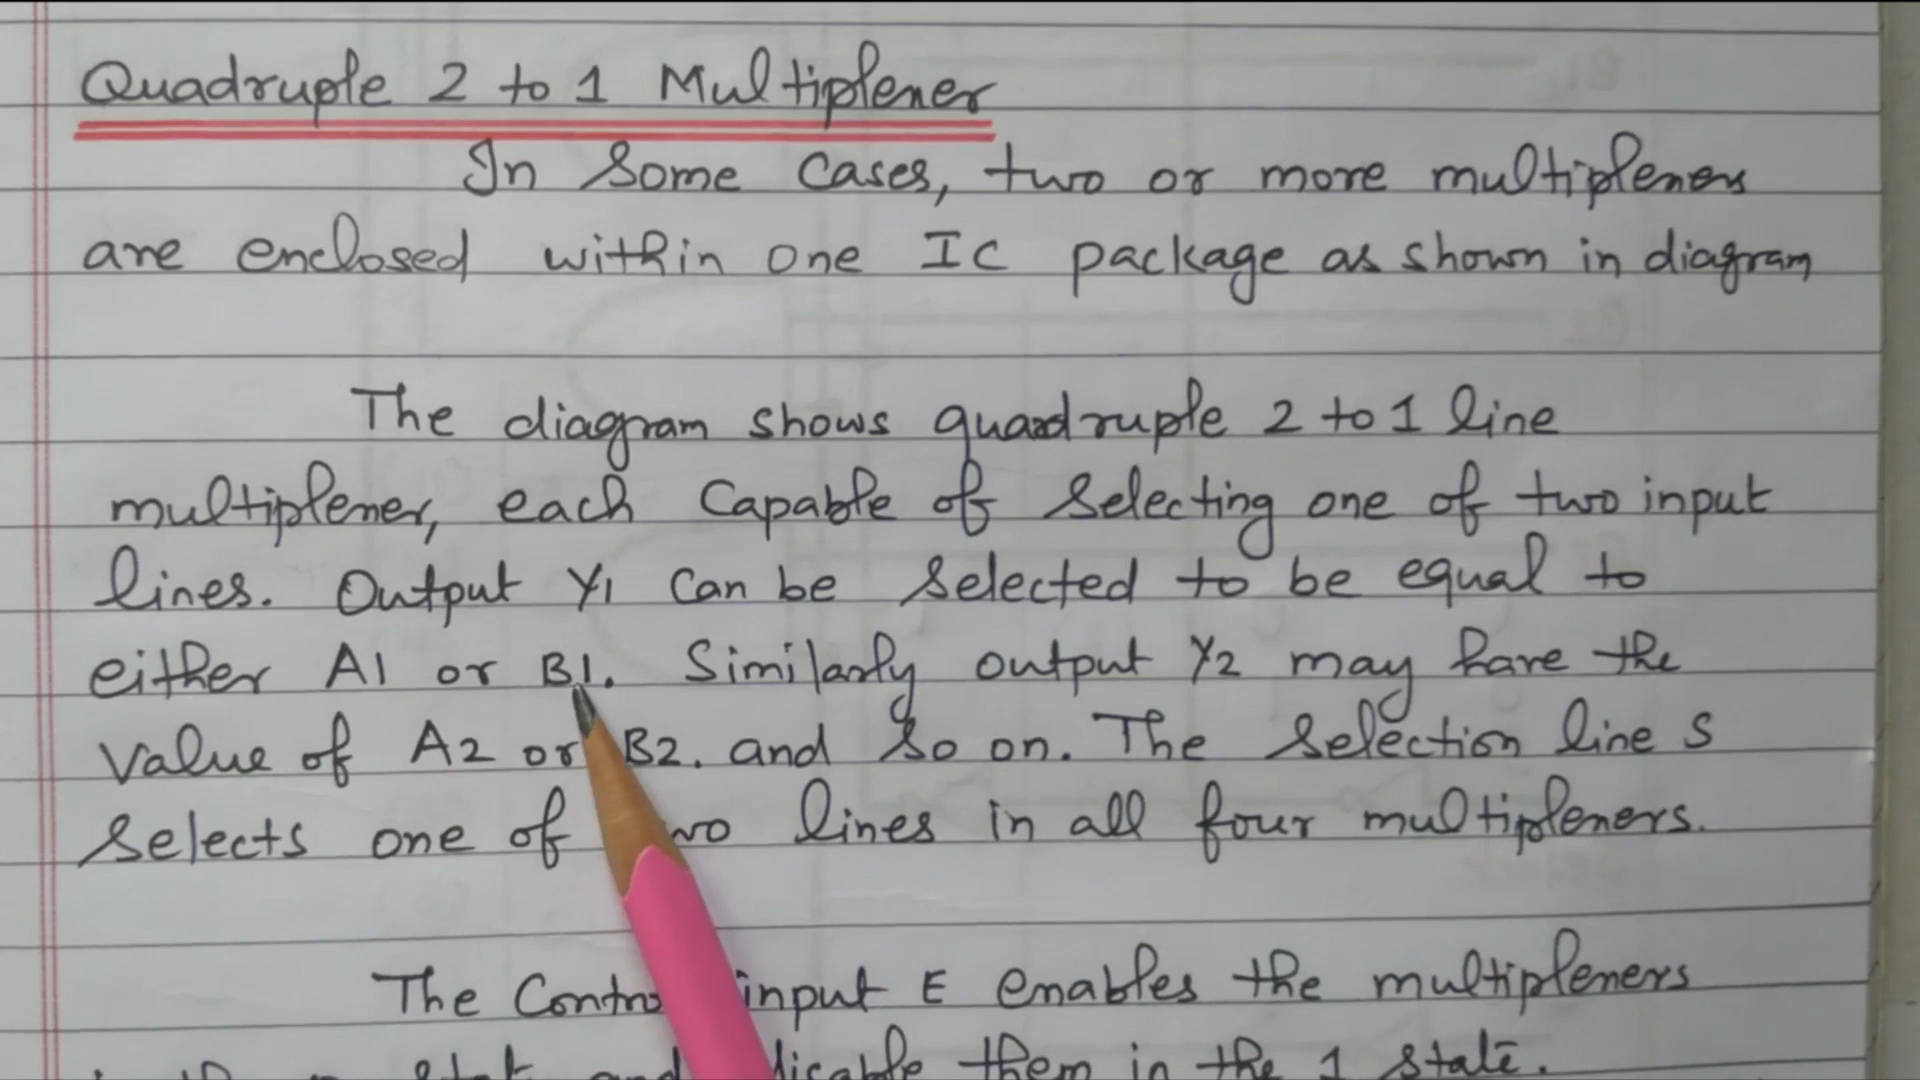 Quadruple 2 to 1 Multiplexer
In Some Cases, two or more multiplexers
are enclosed within one IC package as shown in diagram
The diagram shows quadruple 2 to 1 line
multiplexer, each Capable of Selecting one of two input
lines. Output Y1 Can be Selected to be equal to
either A1 or B1. Similarly output Y2 may have the
Value of A2 or B2. and so on. The Selection line S
Selects one of lines in all four multiplexers.
The input E enables the multiplexers
them in the 1 state.